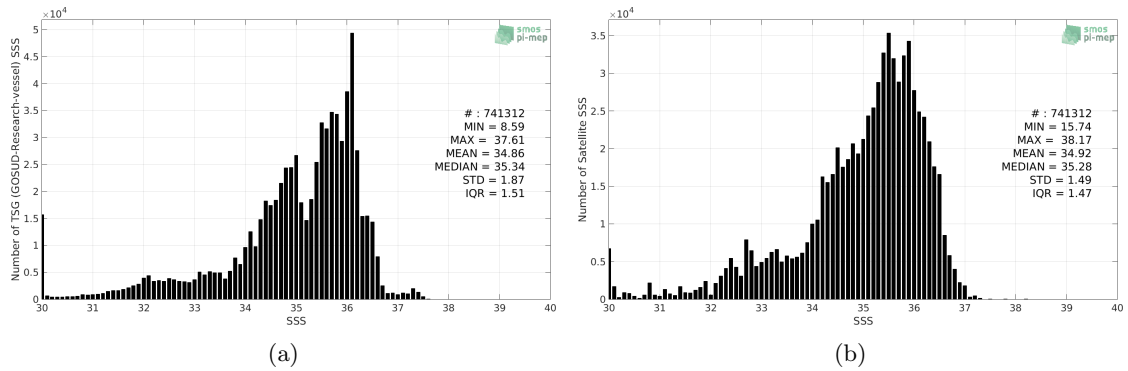 ×10⁴
5
4.5
4
3.5
3
2.5
2
1.5
1
0.5
0
Number of TSG (GOSUD-Research-vessel) SSS
30 31 32 33 34 35 36 37 38 39 40
SSS
smos
pi-mep
# : 741312
MIN = 8.59
MAX = 37.61
MEAN = 34.86
MEDIAN = 35.34
STD = 1.87
IQR = 1.51
(a)
×10⁴
3.5
3
2.5
2
1.5
1
0.5
0
Number of Satellite SSS
30 31 32 33 34 35 36 37 38 39 40
SSS
smos
pi-mep
# : 741312
MIN = 15.74
MAX = 38.17
MEAN = 34.92
MEDIAN = 35.28
STD = 1.49
IQR = 1.47
(b)